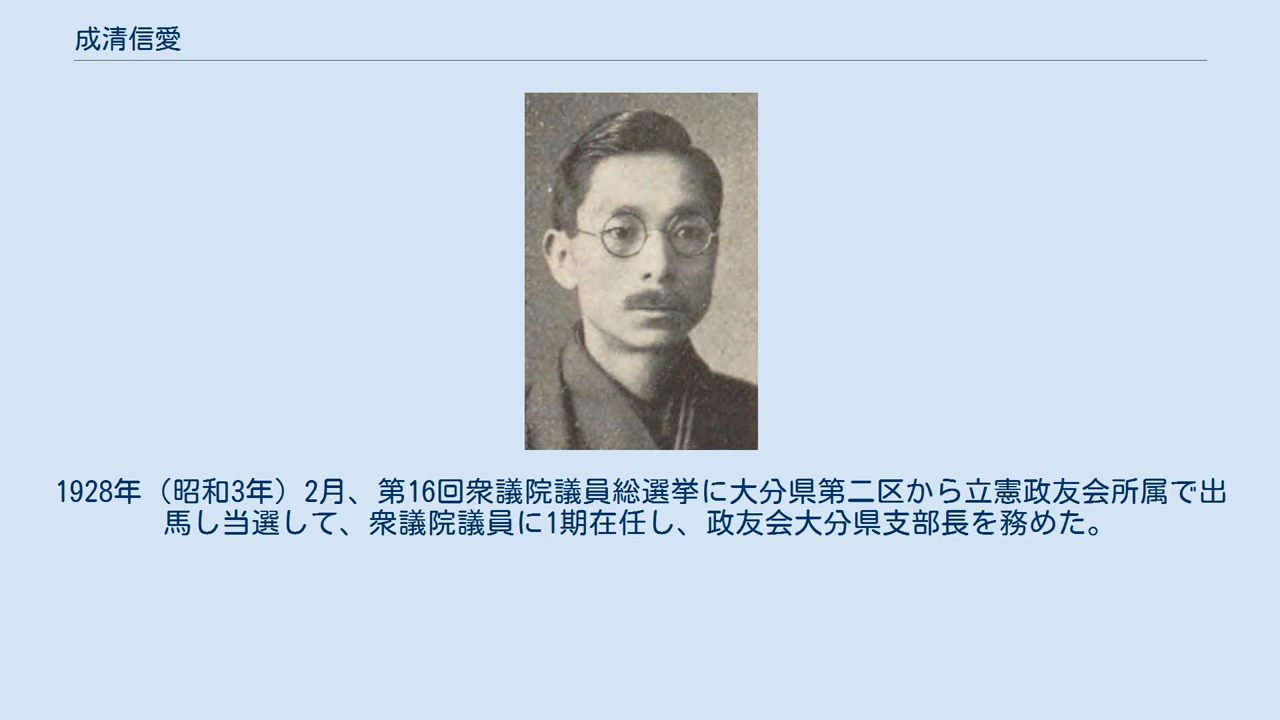 成清信愛
1928年（昭和3年）2月、第16回衆議院議員総選挙に大分県第二区から立憲政友会所属で出
馬し当選して、衆議院議員に1期在任し、政友会大分県支部長を務めた。